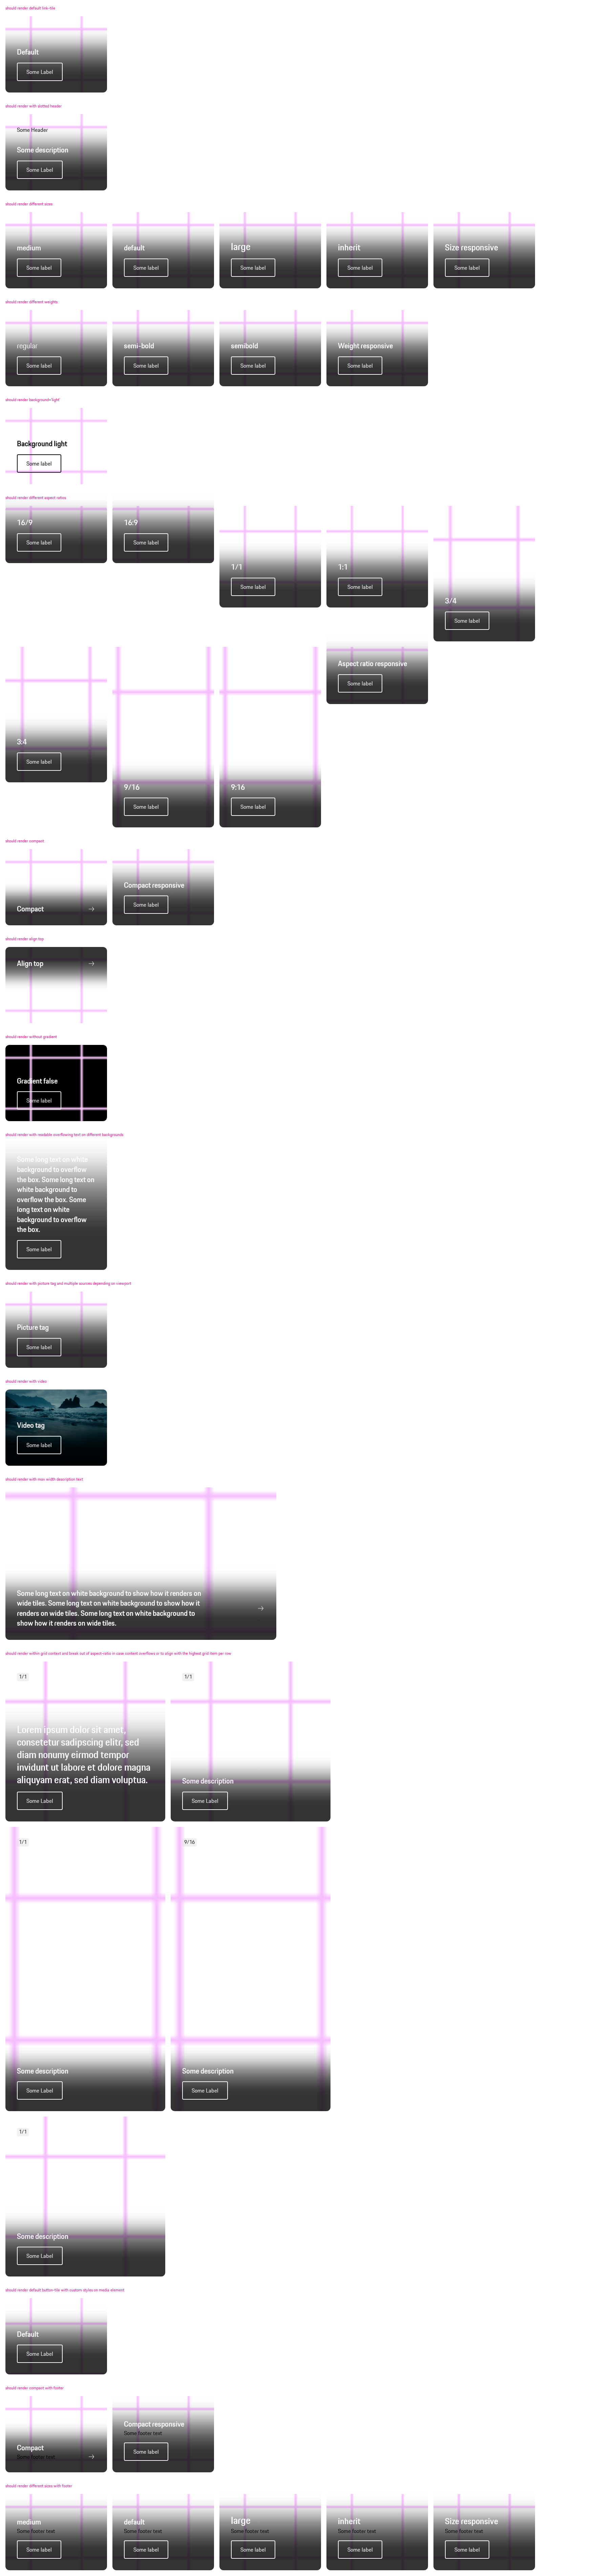 should render default link-tile
Default
Some Label
should render with slotted header
Some Header
Some description
Some Label
should render different sizes
medium
default
large
inherit
Size responsive
Some label
Some label
Some label
Some label
Some label
should render different weights
regular
semi-bold
semibold
Weight responsive
Some label
Some label
Some label
Some label
should render background light
Background light
Some label
should render different aspect ratios
16/9
16:9
Some label
Some label
1/1
1:1
Some label
Some label
3/4
Some label
Aspect ratio responsive
Some label
3:4
Some label
9/16
9:16
Some label
Some label
should render compact
Compact
Compact responsive
Some label
should render align top
Align top
should render without gradient
Gradient false
Some label
should render with readable overflowing text on different backgrounds
Some long text on white
background to overflow
the box. Some long text on
white background to
overflow the box. Some
long text on white
background to overflow
the box.
Some label
should render with picture tag and multiple sources depending on viewport
Picture tag
Some label
should render with video
Video tag
Some label
should render with max-width description text
Some long text on white background to show how it renders on
wide tiles. Some long text on white background to show how it
renders on wide tiles. Some long text on white background to
show how it renders on wide tiles.
should render within grid context and break out of aspect-ratio in case content overflows or to align with the highest grid item per row
1/1
1/1
Lorem ipsum dolor sit amet,
consetetur sadipscing elitr, sed
diam nonumy eirmod tempor
invidunt ut labore et dolore magna
aliquyam erat, sed diam voluptua.
Some Label
Some description
Some Label
1/1
9/16
Some description
Some description
Some Label
Some Label
1/1
Some description
Some Label
should render default button-tile with custom styles on media element
Default
Some Label
should render compact with footer
Compact
Some footer text
Compact responsive
Some footer text
Some label
should render different sizes with footer
medium
default
large
inherit
Size responsive
Some footer text
Some footer text
Some footer text
Some footer text
Some footer text
Some label
Some label
Some label
Some label
Some label